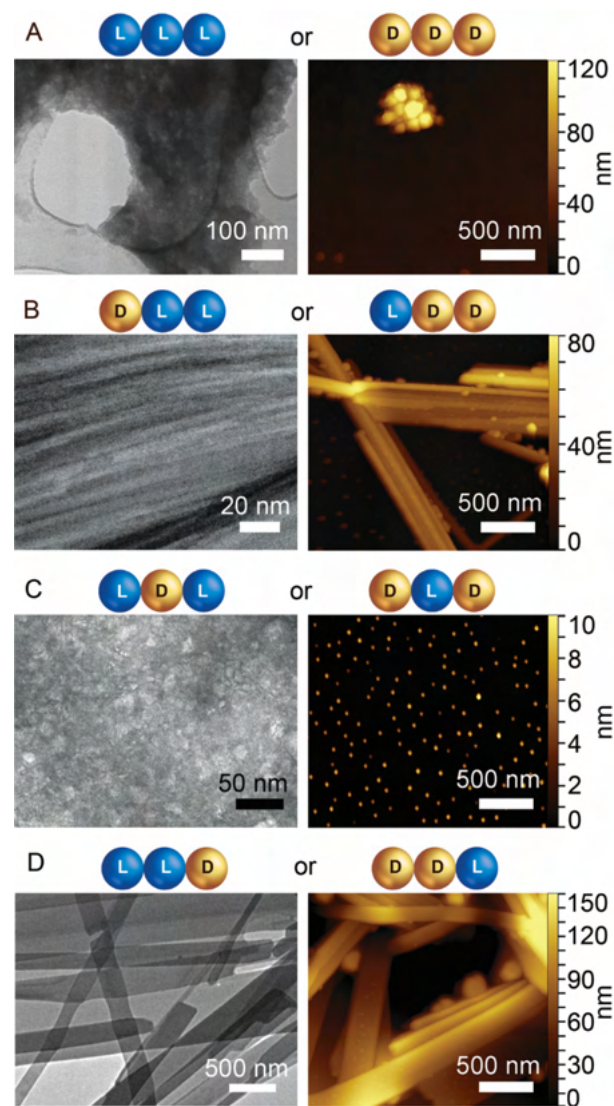 A L L L or D D D
120
80
40
0
nm
100 nm
500 nm
B D L L or L D D
80
40
0
nm
20 nm
500 nm
C L D L or D L D
10
8
6
4
2
0
nm
50 nm
500 nm
D L L D or D D L
150
120
90
60
30
0
nm
500 nm
500 nm